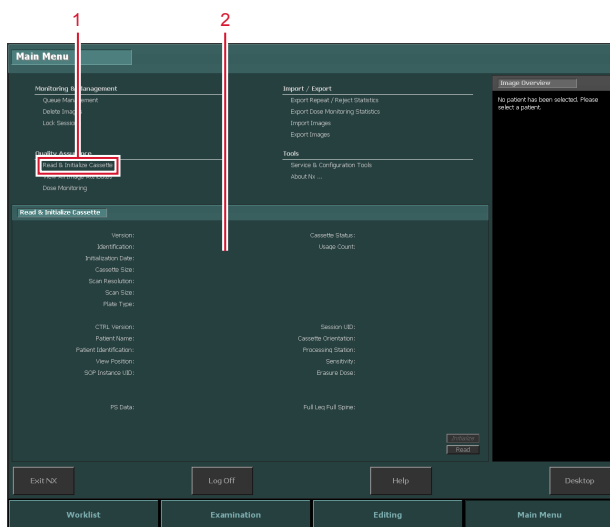 1
2
Main Menu
Monitoring & Management
Queue Management
Delete Images
Lock Session
Import / Export
Export Repeat / Reject Statistics
Export Dose Monitoring Statistics
Import Images
Export Images
Quality Assurance
Read & Initialize Cassette
View All Image Attributes
Dose Monitoring
Tools
Service & Configuration Tools
About Nx ...
Image Overview
No patient has been selected. Please
select a patient.
Read & Initialize Cassette
Version:
Identification:
Initialization Date:
Cassette Size:
Scan Resolution:
Scan Size:
Plate Type:
Cassette Status:
Usage Count:
CTRL Version:
Patient Name:
Patient Identification:
View Position:
SOP Instance UID:
Session UID:
Cassette Orientation:
Processing Station:
Sensitivity:
Erasure Dose:
PS Data:
Full Leg Full Spine:
Initialize
Read
Exit NX
Log Off
Help
Desktop
Worklist
Examination
Editing
Main Menu